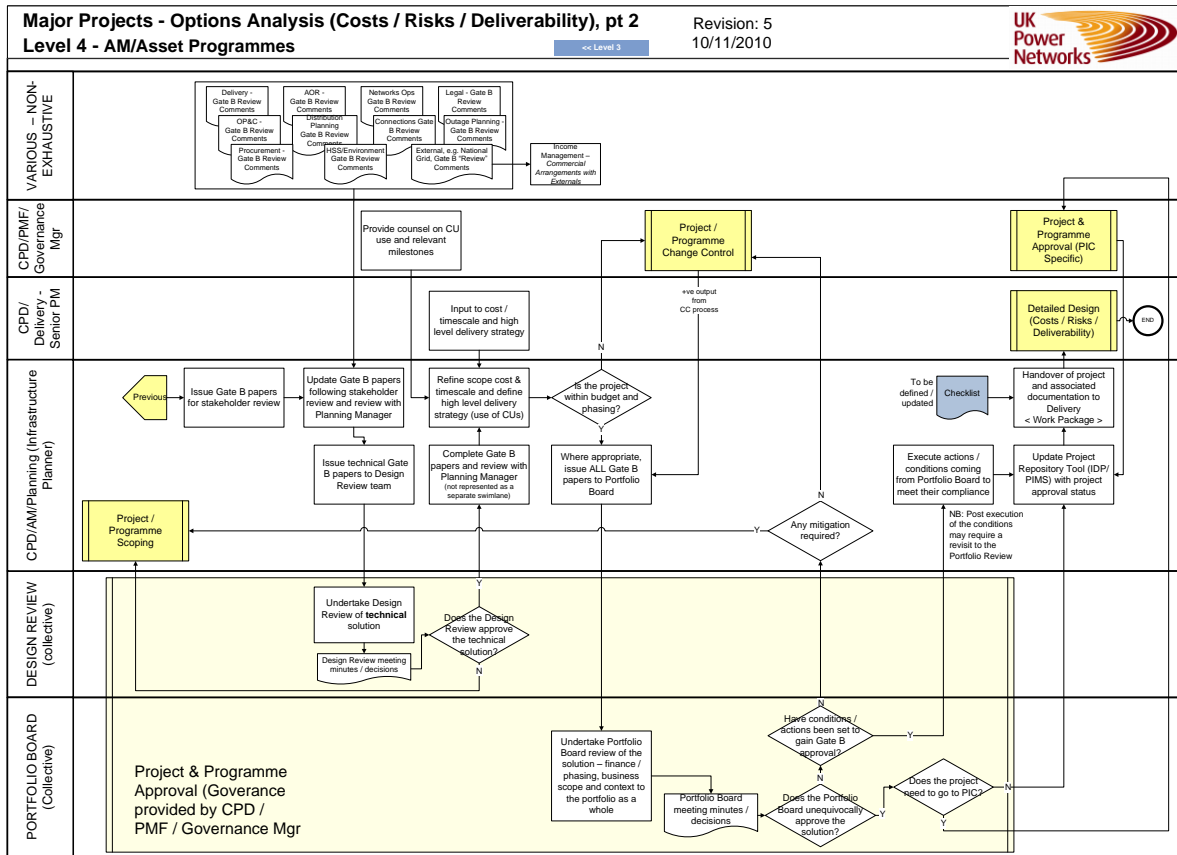 Major Projects - Options Analysis (Costs / Risks / Deliverability), pt 2
Level 4 - AM/Asset Programmes
<< Level 3
Revision: 5
10/11/2010
UK
Power
Networks
VARIOUS – NON-
EXHAUSTIVE
Delivery -
Gate B Review
Comments
AOR -
Gate B Review
Comments
Networks Ops
Gate B Review
Comments
Legal - Gate B
Review
Comments
OP&C -
Gate B Review
Comments
Distribution
Planning
Gate B Review
Comments
Connections Gate
B Review
Comments
Outage Planning -
Gate B Review
Comments
Procurement -
Gate B Review
Comments
HSS/Environment
Gate B Review
Comments
External, e.g. National
Grid, Gate B "Review"
Comments
Income
Management –
Commercial
Arrangements with
Externals
CPD/PMF/
Governance
Mgr
Provide counsel on CU
use and relevant
milestones
Project /
Programme
Change Control
Project &
Programme
Approval (PIC
Specific)
CPD/
Delivery -
Senior PM
Input to cost /
timescale and high
level delivery strategy
+ve output
from
CC process
N
Detailed Design
(Costs / Risks /
Deliverability)
END
CPD/AM/Planning (Infrastructure
Planner)
Previous
Issue Gate B papers
for stakeholder review
Update Gate B papers
following stakeholder
review and review with
Planning Manager
Refine scope cost &
timescale and define
high level delivery
strategy (use of CUs)
Is the project
within budget and
phasing?
Y
To be
defined /
updated
Checklist
Handover of project
and associated
documentation to
Delivery
< Work Package >
Issue technical Gate
B papers to Design
Review team
Complete Gate B
papers and review with
Planning Manager
(not represented as a
separate swimlane)
Where appropriate,
issue ALL Gate B
papers to Portfolio
Board
Execute actions /
conditions coming
from Portfolio Board to
meet their compliance
Update Project
Repository Tool (IDP/
PIMS) with project
approval status
N
Project /
Programme
Scoping
Y
Any mitigation
required?
NB: Post execution
of the conditions
may require a
revisit to the
Portfolio Review
DESIGN REVIEW
(collective)
Y
Undertake Design
Review of technical
solution
Does the Design
Review approve
the technical
solution?
Design Review meeting
minutes / decisions
N
PORTFOLIO BOARD
(Collective)
N
Have conditions /
actions been set to
gain Gate B
approval?
Y
Undertake Portfolio
Board review of the
solution – finance /
phasing, business
scope and context to
the portfolio as a
whole
Project & Programme
Approval (Goverance
provided by CPD /
PMF / Governance Mgr
N
Portfolio Board
meeting minutes /
decisions
Does the Portfolio
Board unequivocally
approve the
solution?
Y
Does the project
need to go to PIC?
N
Y